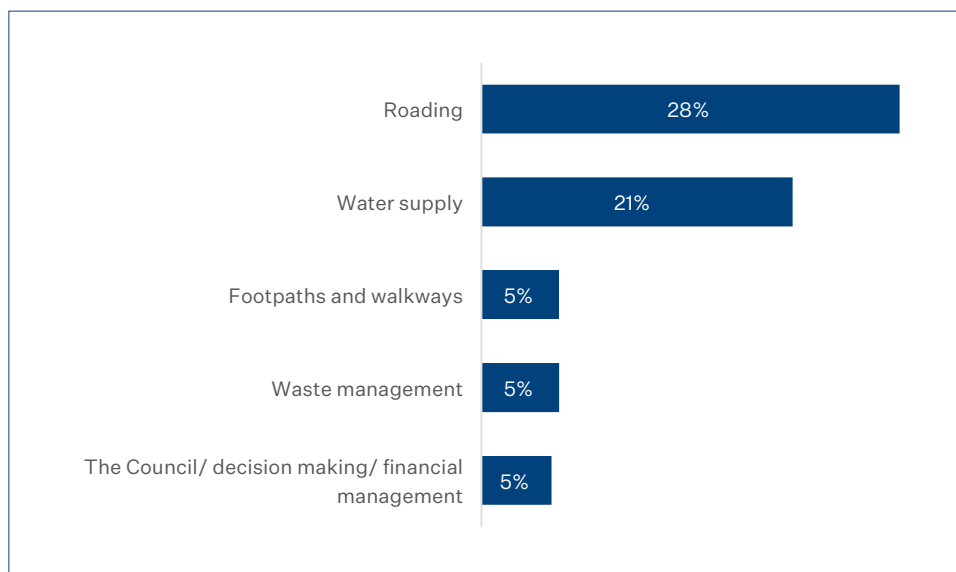 Roading
28%
Water supply
21%
Footpaths and walkways
5%
Waste management
5%
The Council/ decision making/ financial
management
5%